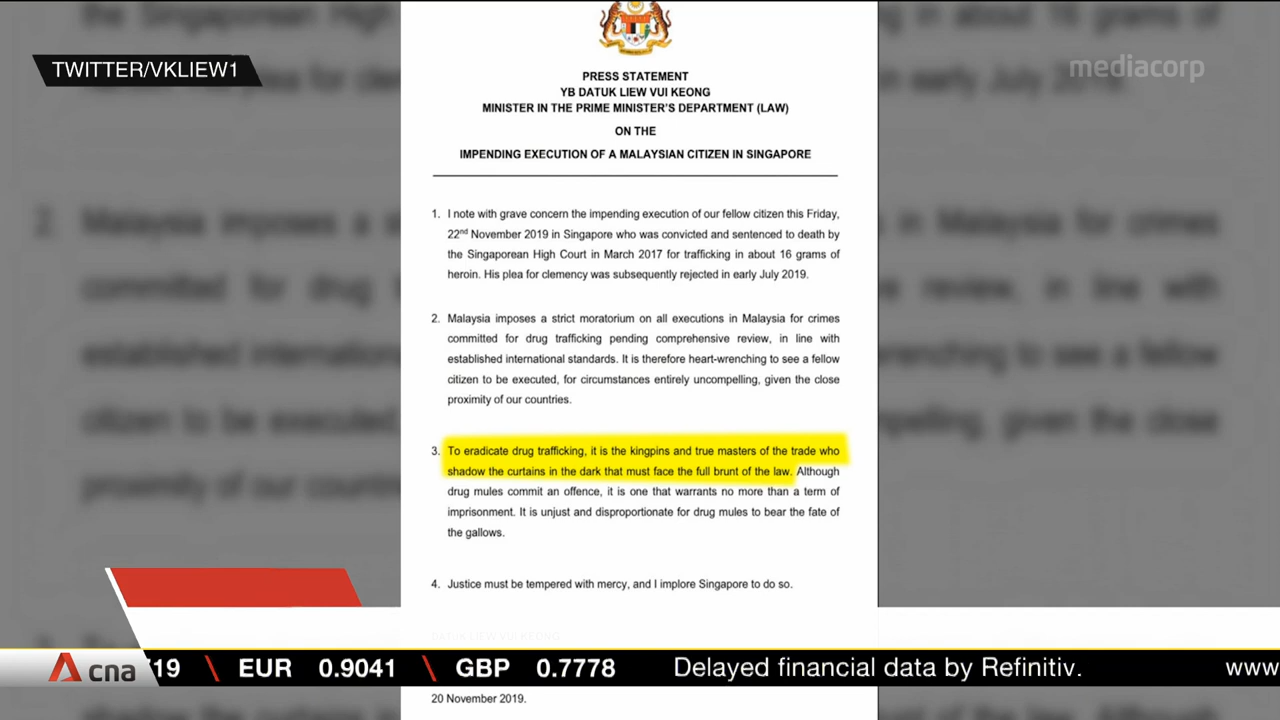 TWITTER/VKLIEW1
mediacorp
PRESS STATEMENT
YB DATUK LIEW VUI KEONG
MINISTER IN THE PRIME MINISTER'S DEPARTMENT (LAW)
ON THE
IMPENDING EXECUTION OF A MALAYSIAN CITIZEN IN SINGAPORE
1. I note with grave concern the impending execution of our fellow citizen this Friday,
22nd November 2019 in Singapore who was convicted and sentenced to death by
the Singaporean High Court in March 2017 for trafficking in about 16 grams of
heroin. His plea for clemency was subsequently rejected in early July 2019.
2. Malaysia imposes a strict moratorium on all executions in Malaysia for crimes
committed for drug trafficking pending comprehensive review, in line with
established international standards. It is therefore heart-wrenching to see a fellow
citizen to be executed, for circumstances entirely uncompelling, given the close
proximity of our countries.
3. To eradicate drug trafficking, it is the kingpins and true masters of the trade who
shadow the curtains in the dark that must face the full brunt of the law. Although
drug mules commit an offence, it is one that warrants no more than a term of
imprisonment. It is unjust and disproportionate for drug mules to bear the fate of
the gallows.
4. Justice must be tempered with mercy, and I implore Singapore to do so.
DATUK LIEW VUI KEONG
cna 719 \ EUR 0.9041 \ GBP 0.7778 Delayed financial data by Refinitiv. www
20 November 2019.